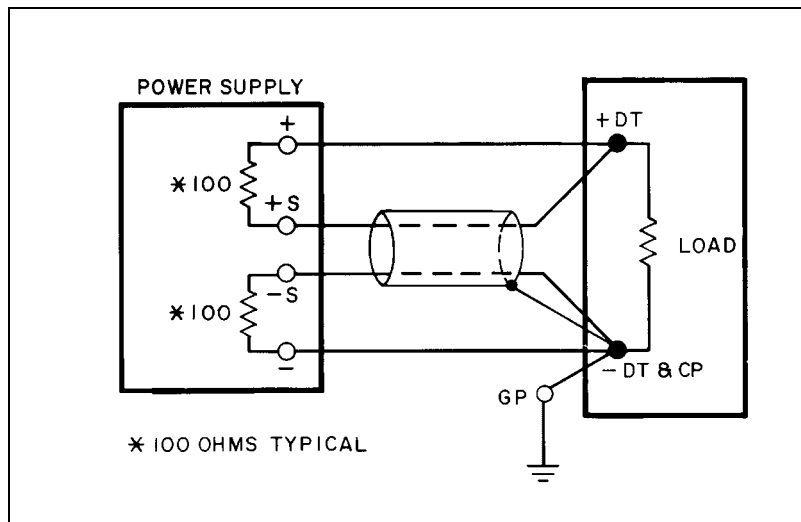 POWER SUPPLY
+
+ DT
* 100
+ S
LOAD
- S
* 100
-
- DT & CP
GP
* 100 OHMS TYPICAL